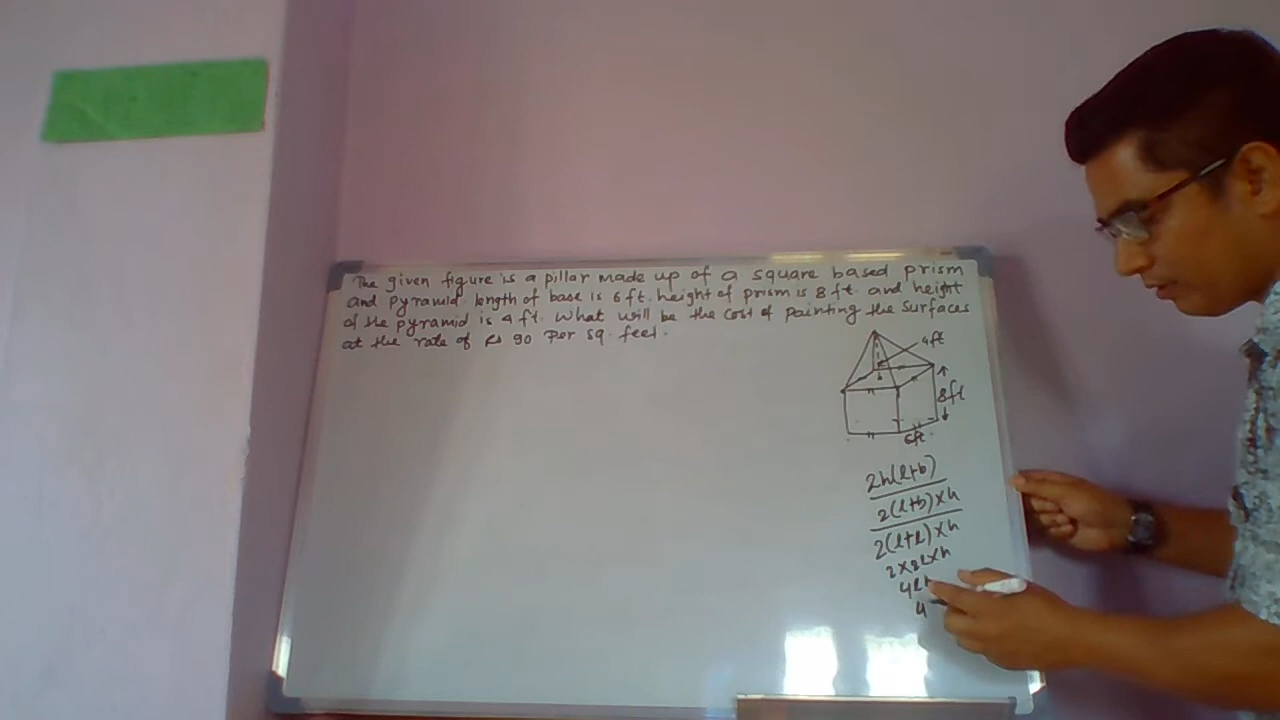 The given figure is a pillar made up of a square based prism
and pyramid. length of base is 6 ft. height of prism is 8 ft. and height
of the pyramid is 4 ft. What will be the cost of painting the surfaces
at the rate of Rs 90 Per sq. feet.
4ft
8ft
6ft
2h(l+b)
2(l+b)×h
2(l+l)×h
2×2l×h
4lh
4